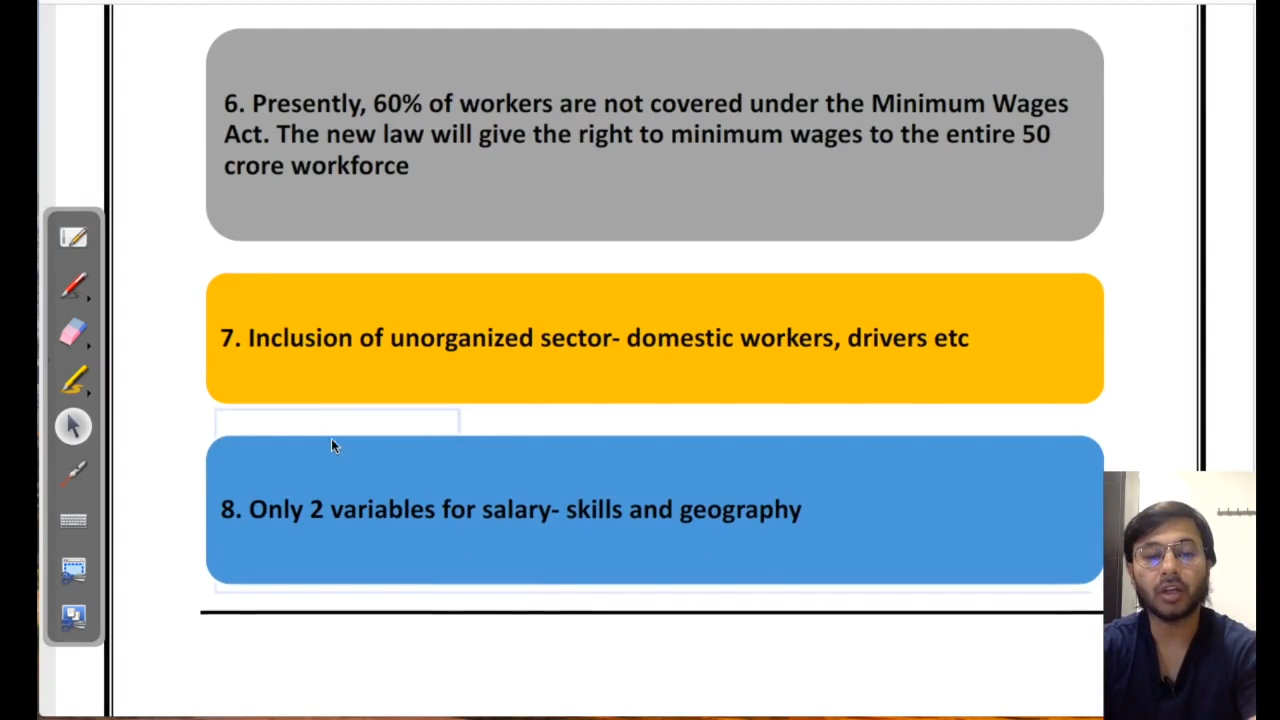 6. Presently, 60% of workers are not covered under the Minimum Wages
Act. The new law will give the right to minimum wages to the entire 50
crore workforce
7. Inclusion of unorganized sector- domestic workers, drivers etc
8. Only 2 variables for salary- skills and geography